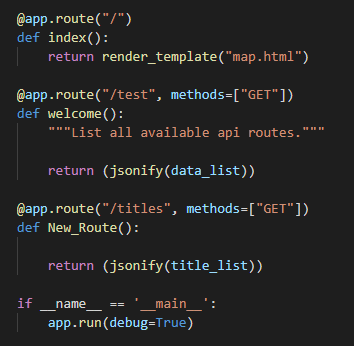 @app.route("/")
def index():
    return render_template("map.html")
@app.route("/test", methods=["GET"])
def welcome():
    """List all available api routes."""
    return (jsonify(data_list))
@app.route("/titles", methods=["GET"])
def New_Route():
    return (jsonify(title_list))
if __name__ == '__main__':
    app.run(debug=True)